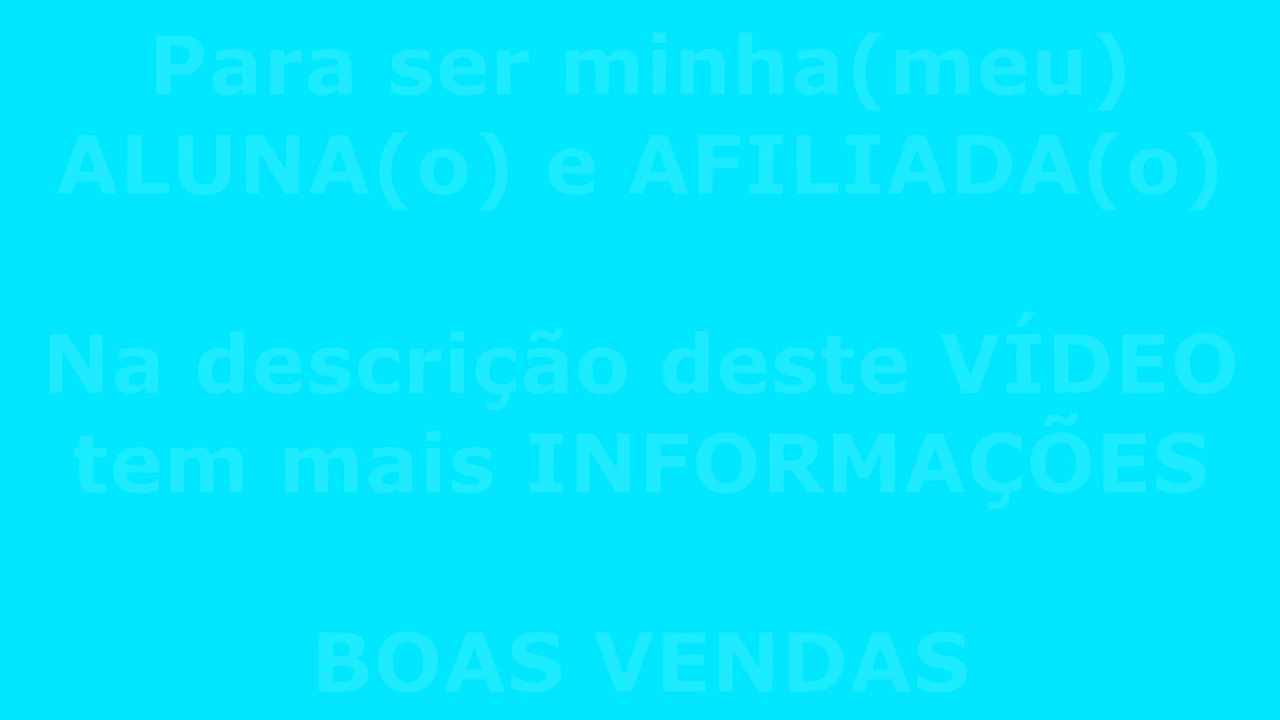 Para ser minha(meu)
ALUNA(o) e AFILIADA(o)
Na descrição deste VÍDEO
tem mais INFORMAÇÕES
BOAS VENDAS